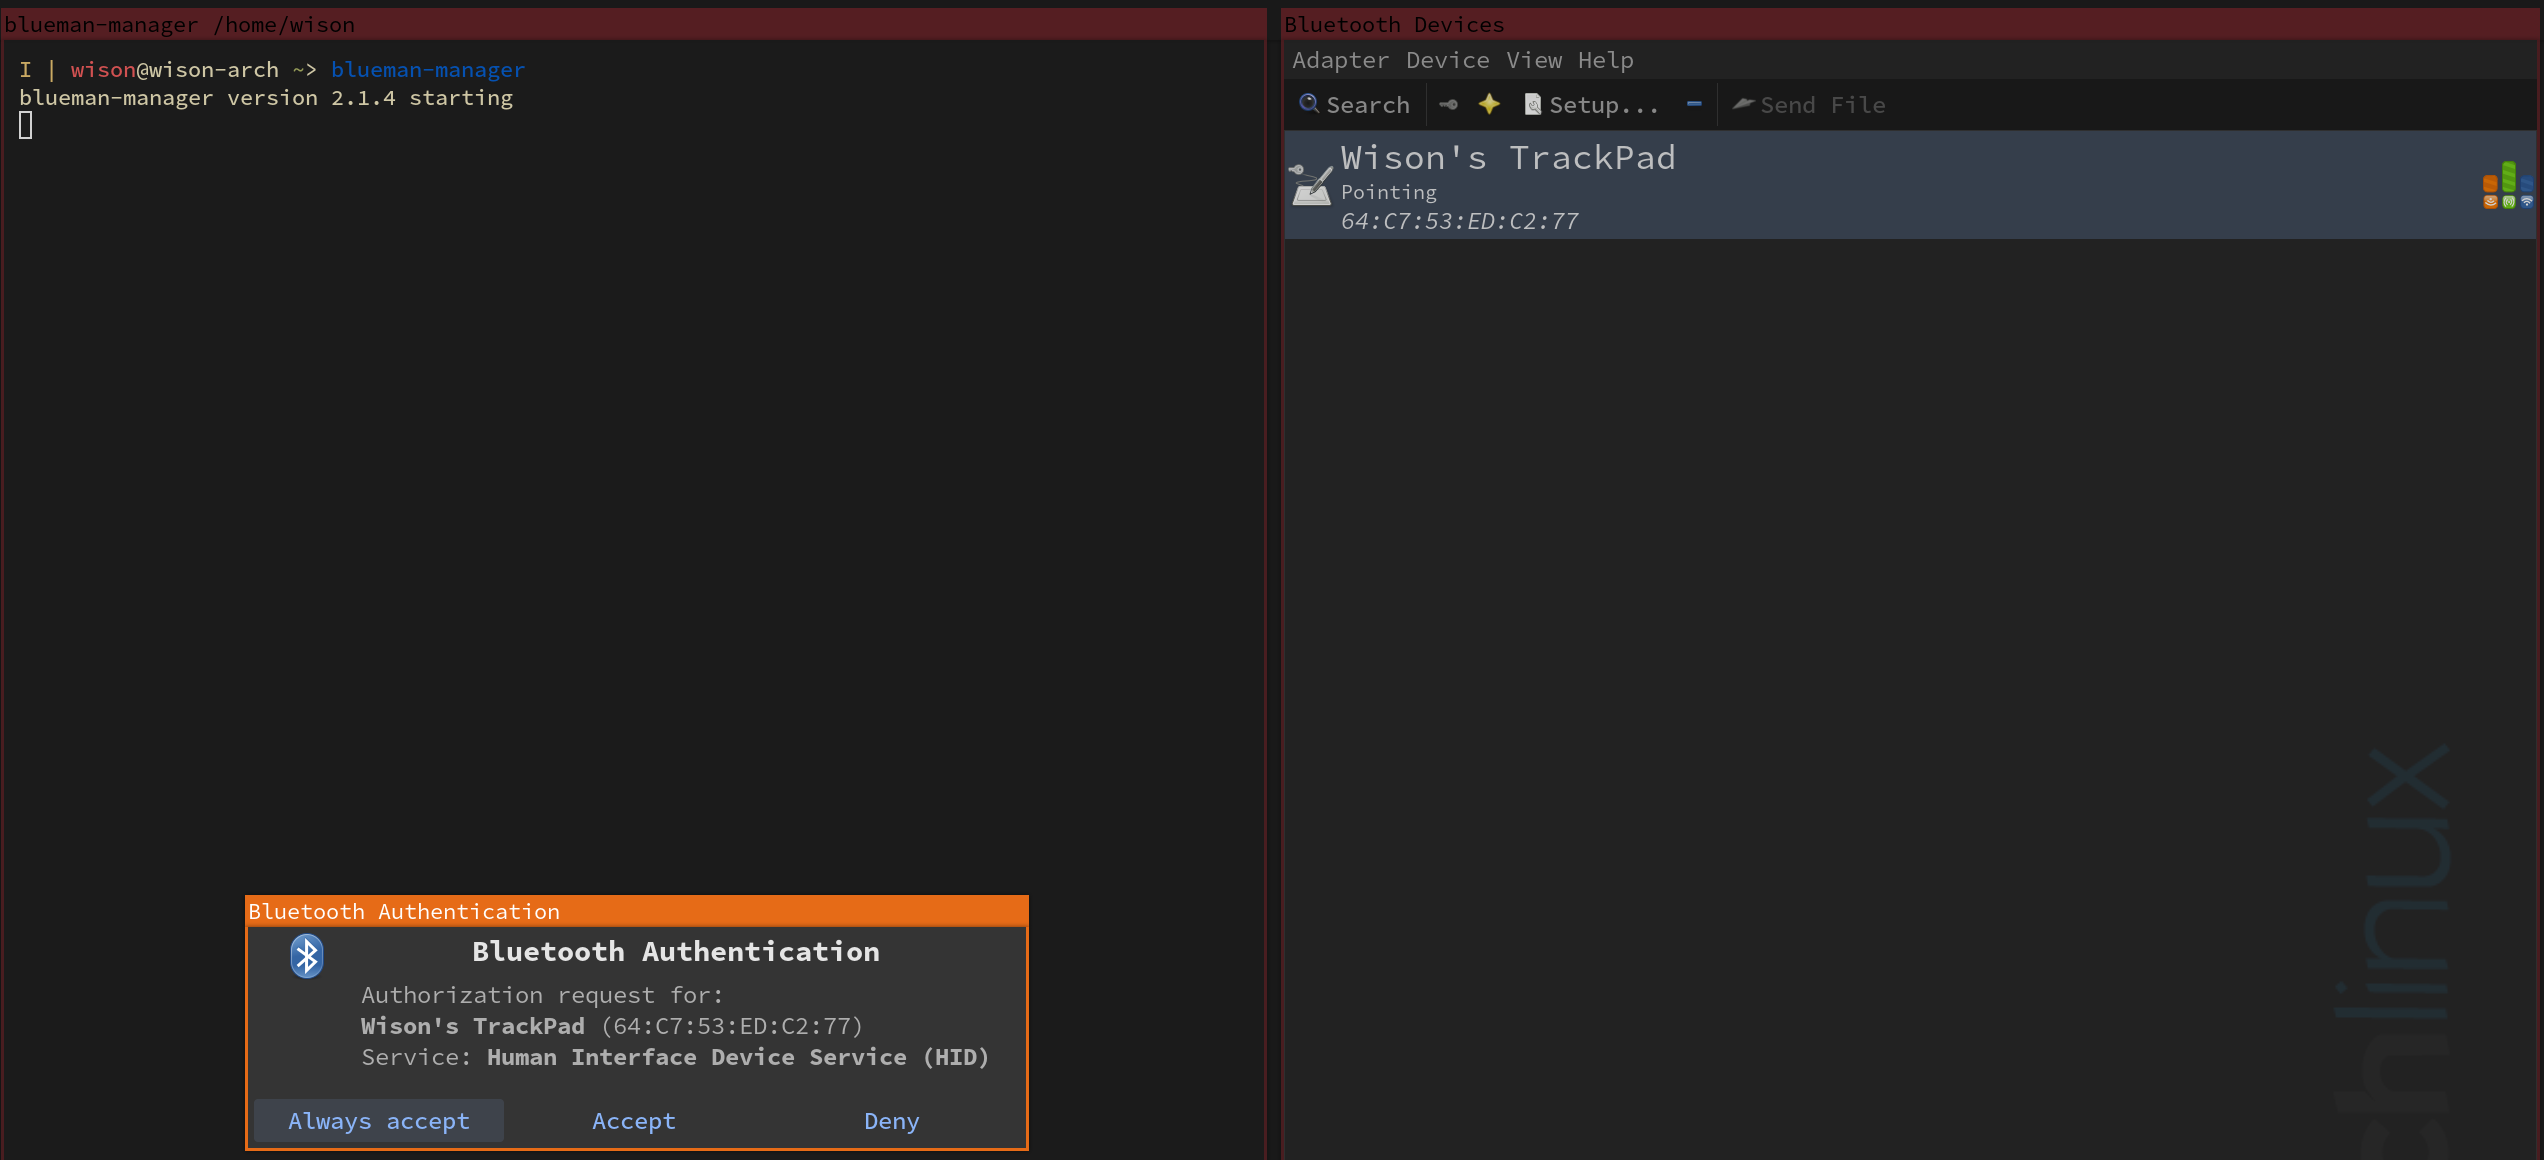 blueman-manager /home/wison
I | wison@wison-arch ~> blueman-manager
blueman-manager version 2.1.4 starting
Bluetooth Devices
Adapter Device View Help
Search Setup... Send File
Wison's TrackPad
Pointing
64:C7:53:ED:C2:77
Bluetooth Authentication
Bluetooth Authentication
Authorization request for:
Wison's TrackPad (64:C7:53:ED:C2:77)
Service: Human Interface Device Service (HID)
Always accept Accept Deny
chlinux